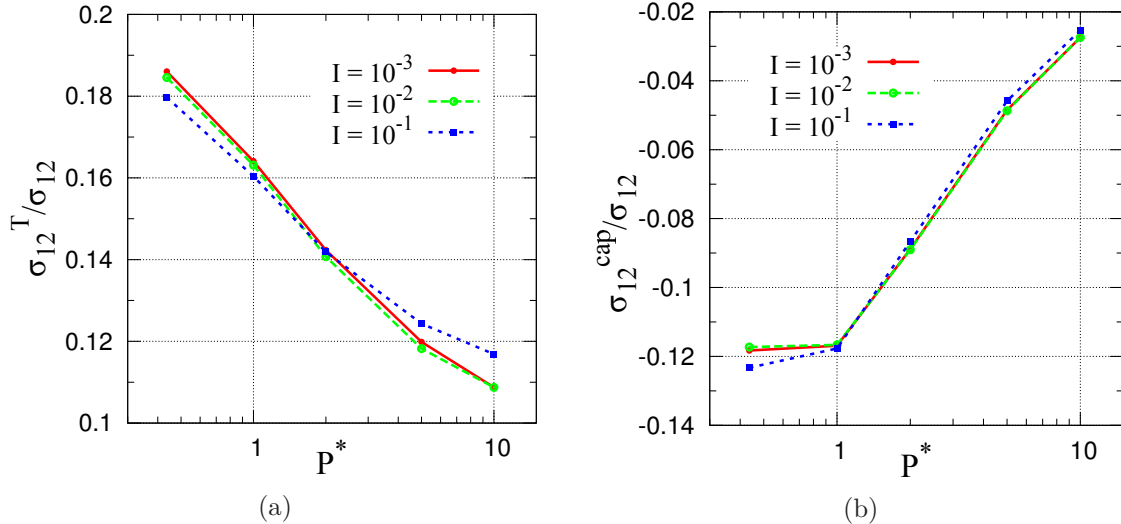 0.2
0.18
0.16
0.14
0.12
0.1
σ₁₂ᵀ/σ₁₂
I = 10⁻³
I = 10⁻²
I = 10⁻¹
1
10
P*
(a)
-0.02
-0.04
-0.06
-0.08
-0.1
-0.12
-0.14
σ₁₂ᶜᵃᵖ/σ₁₂
I = 10⁻³
I = 10⁻²
I = 10⁻¹
1
10
P*
(b)